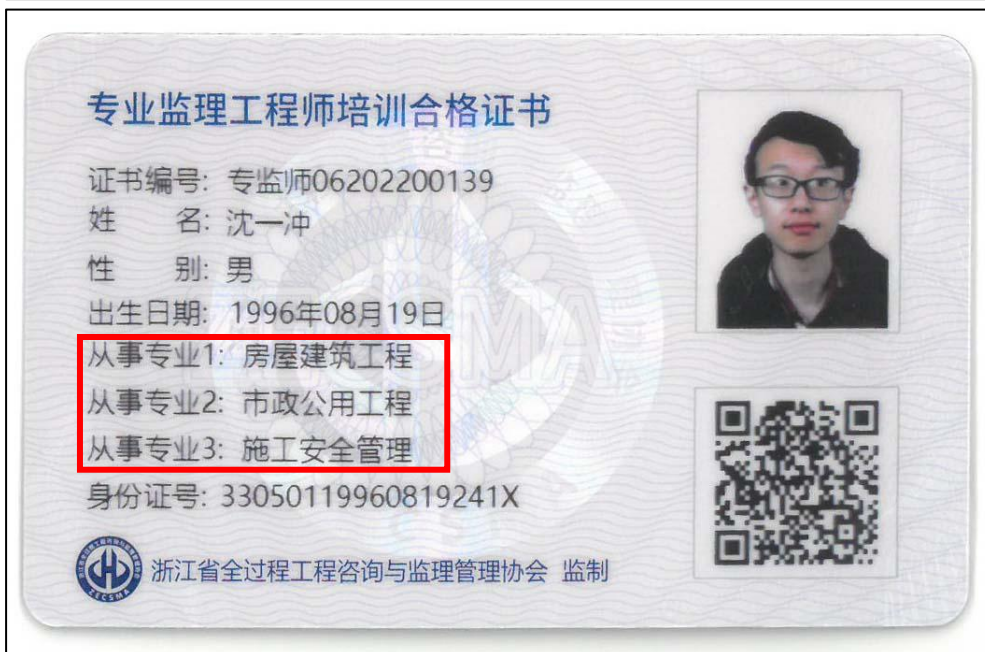 专业监理工程师培训合格证书
证书编号: 专监师06202200139
姓 名: 沈一冲
性 别: 男
出生日期: 1996年08月19日
从事专业1: 房屋建筑工程
从事专业2: 市政公用工程
从事专业3: 施工安全管理
身份证号: 33050119960819241X
ZECSMA
浙江省全过程工程咨询与监理管理协会 监制